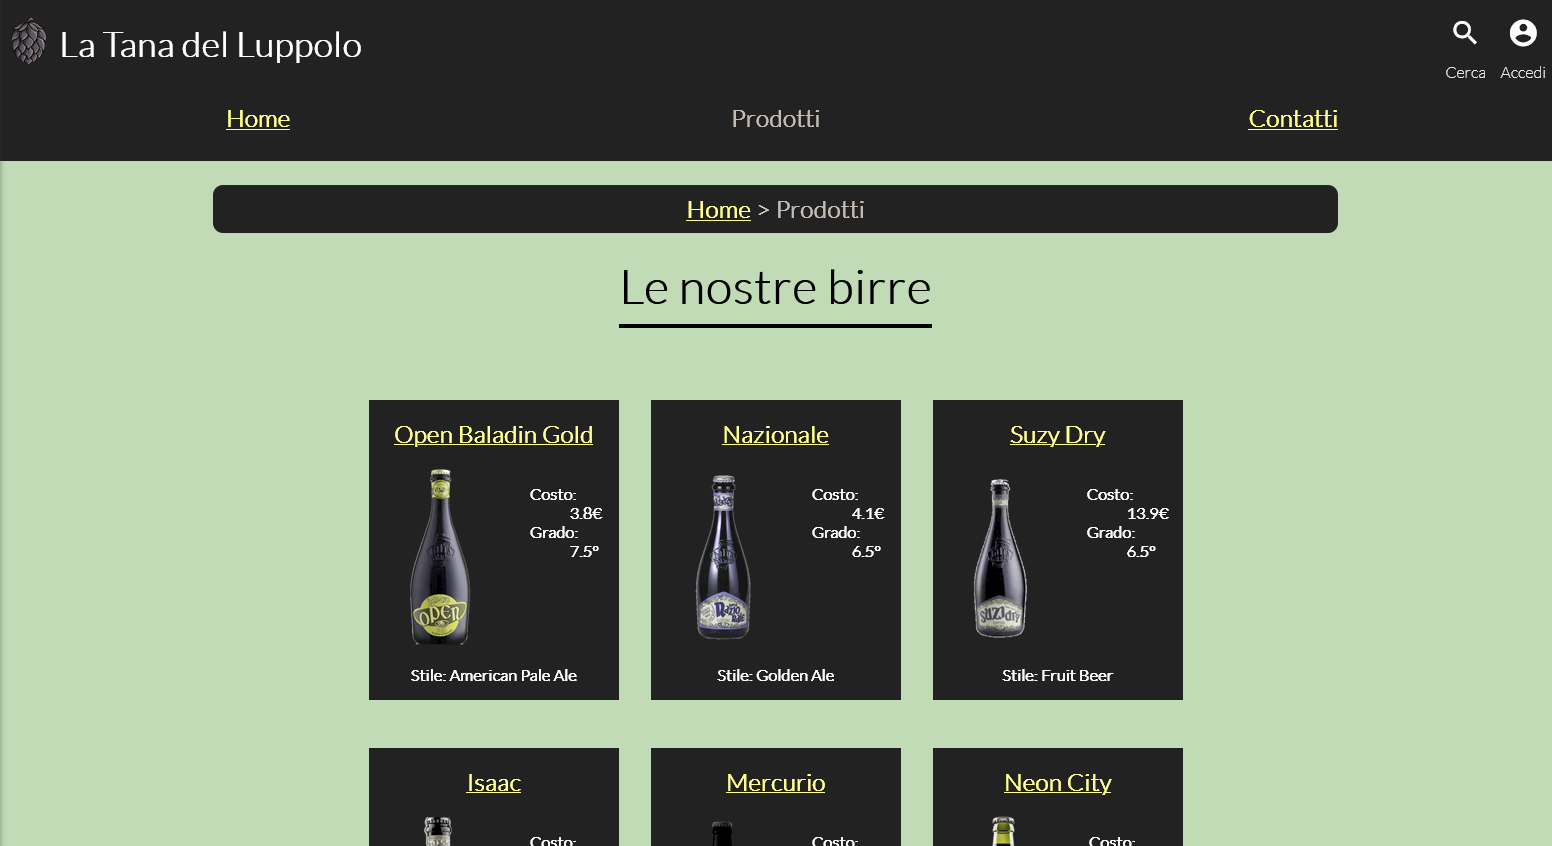 La Tana del Luppolo
Cerca Accedi
Home Prodotti Contatti
Home > Prodotti
Le nostre birre
Open Baladin Gold
Costo:
3.8€
Grado:
7.5°
OPEN
Stile: American Pale Ale
Nazionale
Costo:
4.1€
Grado:
6.5°
Stile: Golden Ale
Suzy Dry
Costo:
13.9€
Grado:
6.5°
Stile: Fruit Beer
Isaac
Costo:
Mercurio
Costo:
Neon City
Costo: